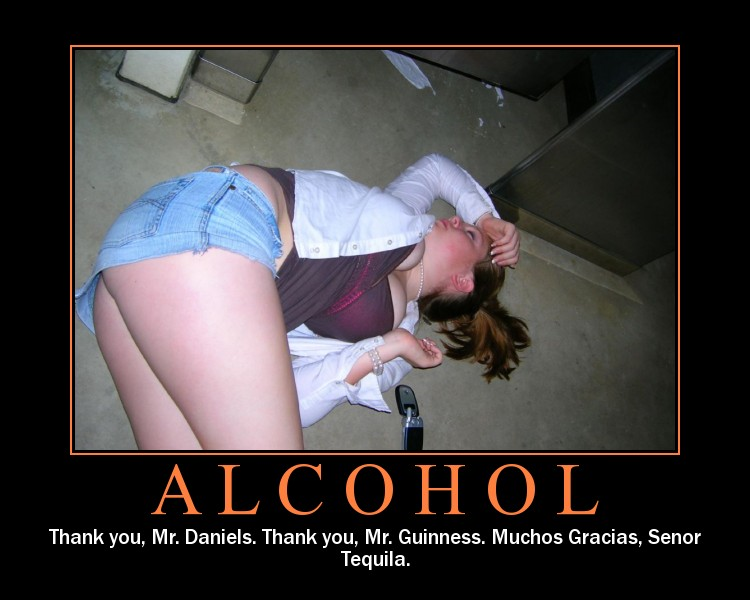 ALCOHOL
Thank you, Mr. Daniels. Thank you, Mr. Guinness. Muchos Gracias, Senor
Tequila.